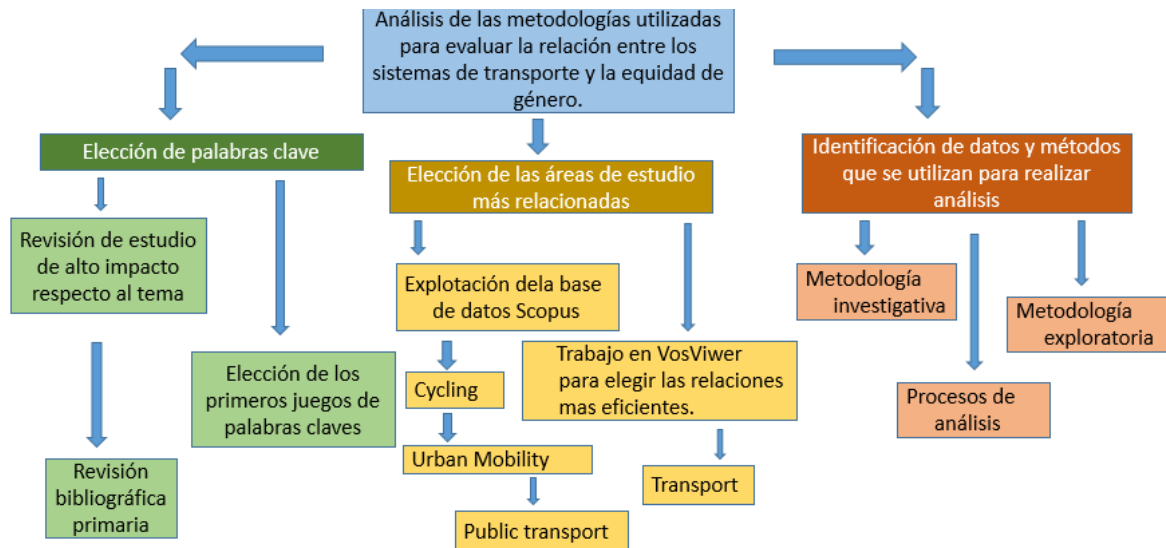 Análisis de las metodologías utilizadas
para evaluar la relación entre los
sistemas de transporte y la equidad de
género.
Elección de palabras clave
Revisión de estudio
de alto impacto
respecto al tema
Revisión
bibliográfica
primaria
Elección de los
primeros juegos de
palabras claves
Elección de las áreas de estudio
más relacionadas
Explotación dela base
de datos Scopus
Cycling
Urban Mobility
Public transport
Trabajo en VosViwer
para elegir las relaciones
mas eficientes.
Transport
Identificación de datos y métodos
que se utilizan para realizar
análisis
Metodología
investigativa
Procesos de
análisis
Metodología
exploratoria